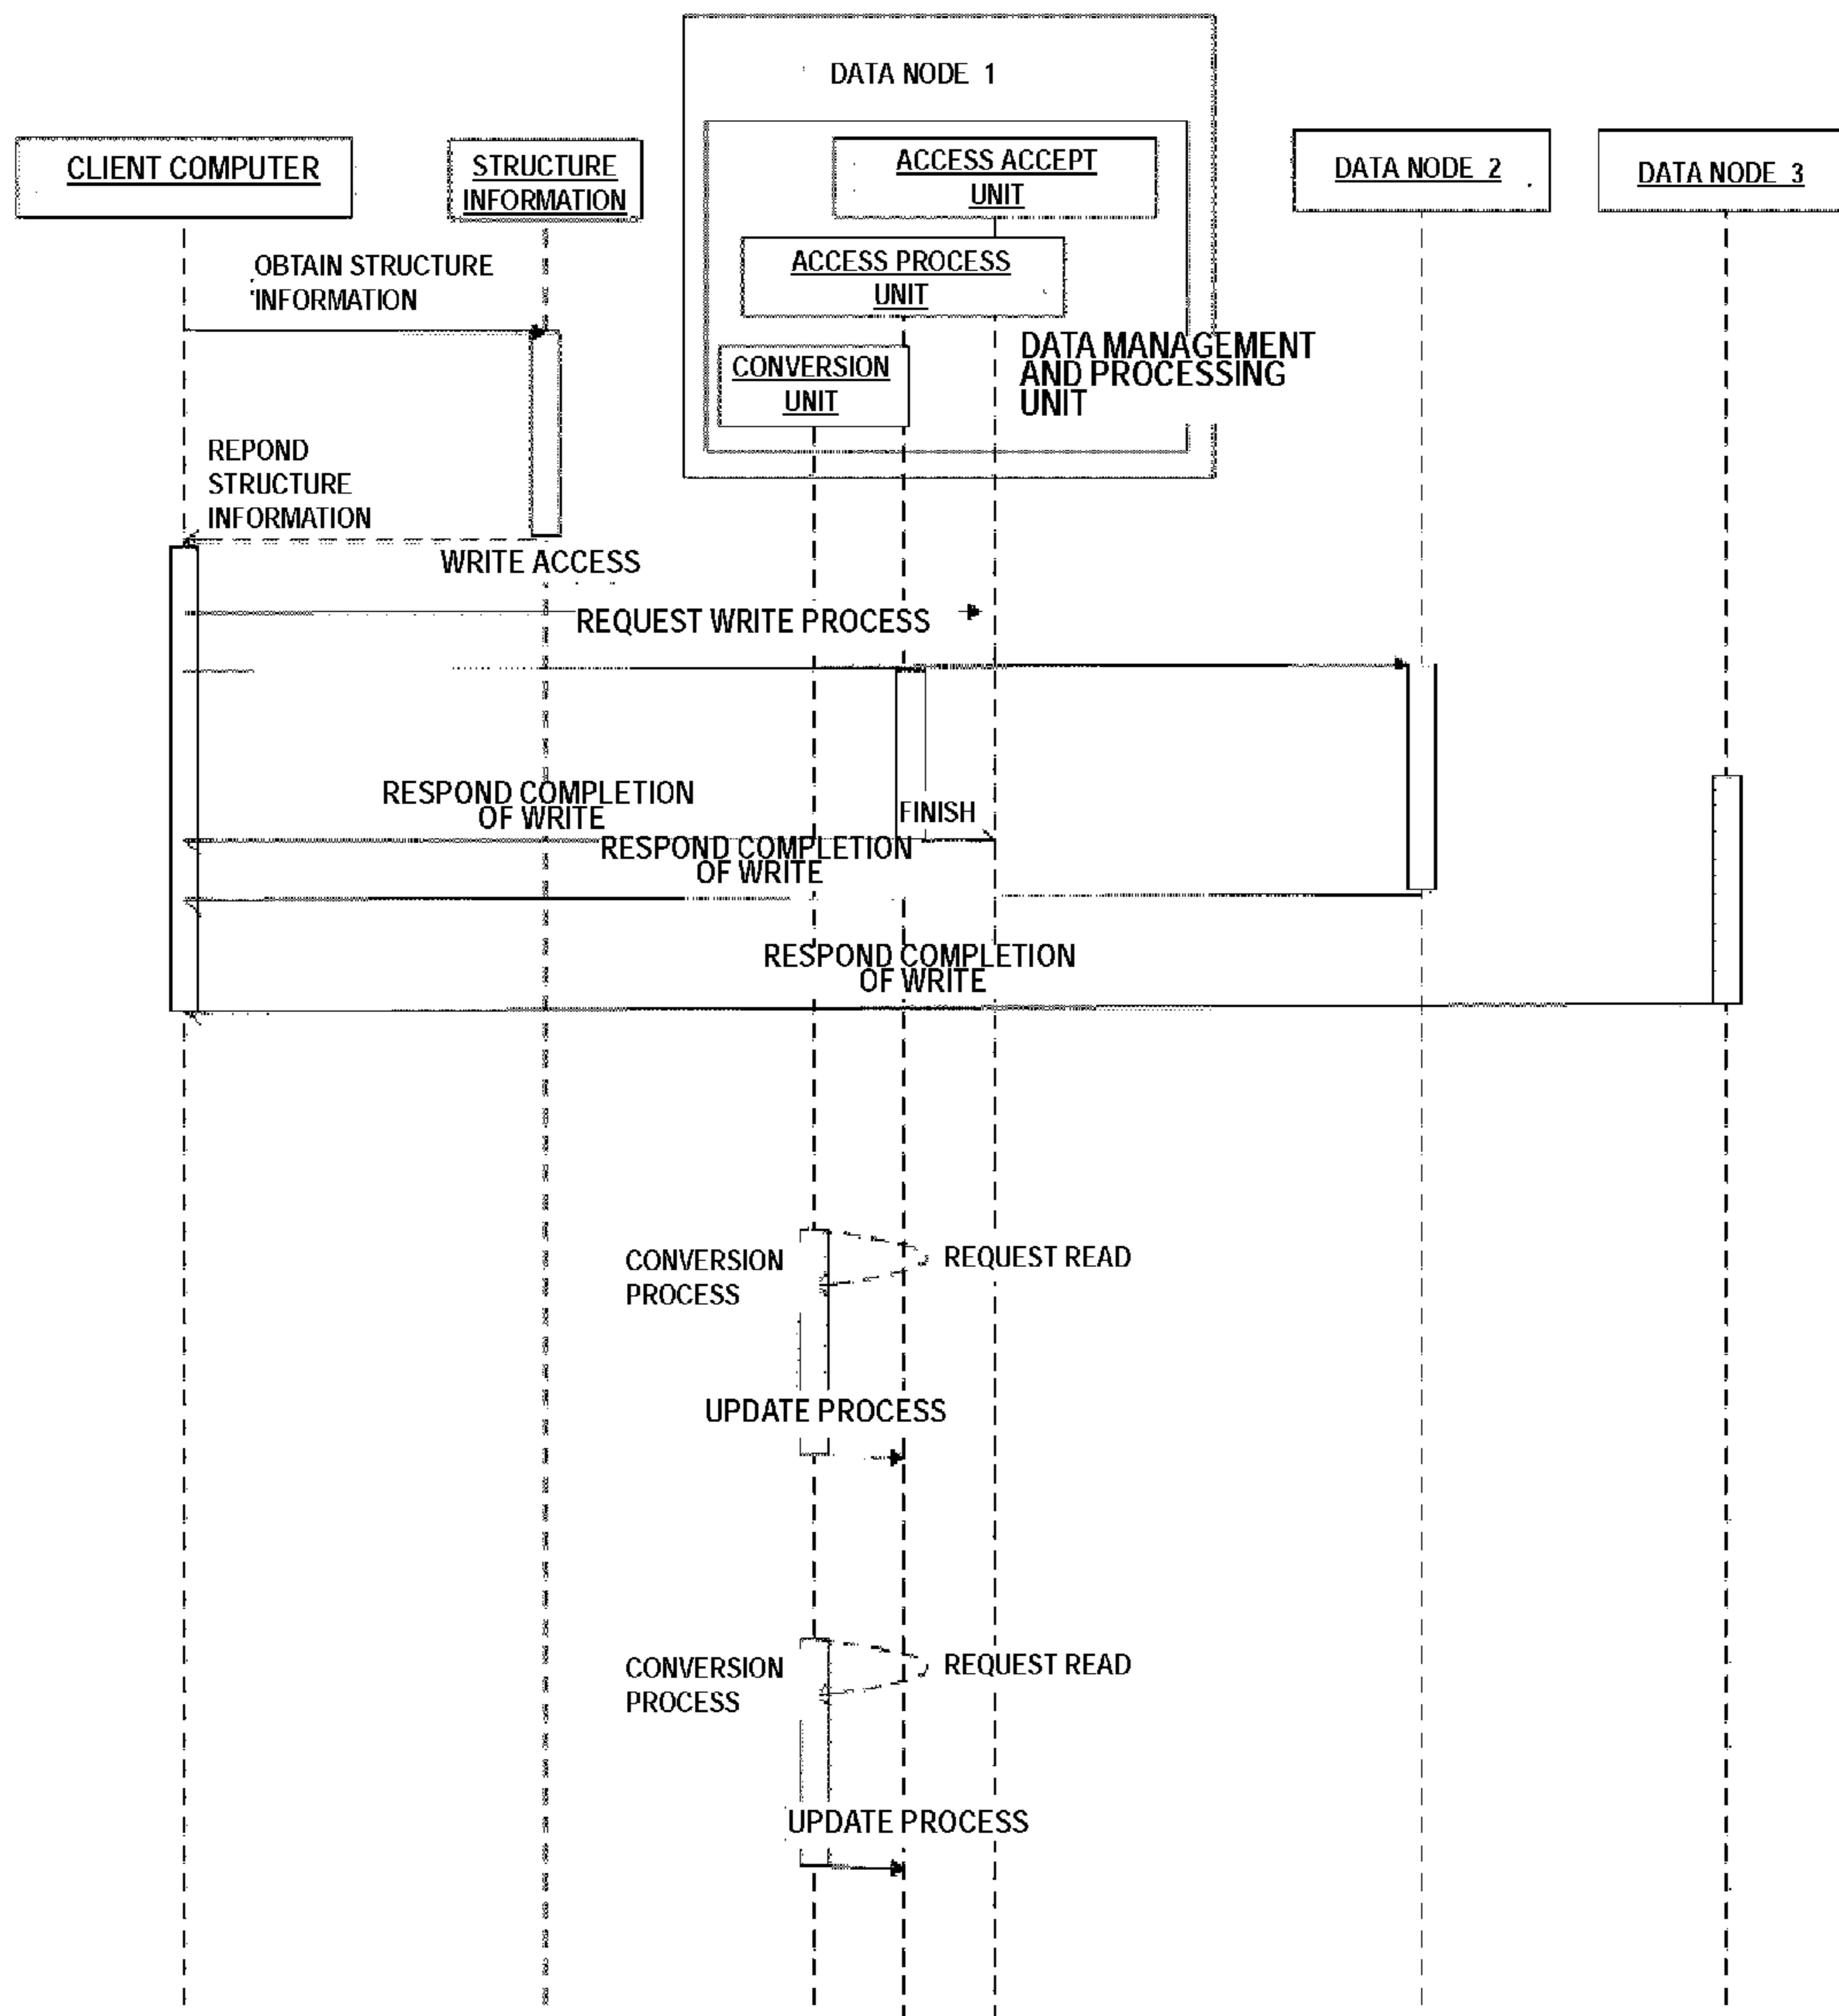 DATA NODE 1
CLIENT COMPUTER
STRUCTURE
INFORMATION
ACCESS ACCEPT
UNIT
DATA NODE 2
DATA NODE 3
ACCESS PROCESS
UNIT
OBTAIN STRUCTURE
INFORMATION
CONVERSION
UNIT
DATA MANAGEMENT
AND PROCESSING
UNIT
REPOND
STRUCTURE
INFORMATION
WRITE ACCESS
REQUEST WRITE PROCESS
RESPOND COMPLETION
OF WRITE
FINISH
RESPOND COMPLETION
OF WRITE
RESPOND COMPLETION
OF WRITE
CONVERSION
PROCESS
REQUEST READ
UPDATE PROCESS
CONVERSION
PROCESS
REQUEST READ
UPDATE PROCESS